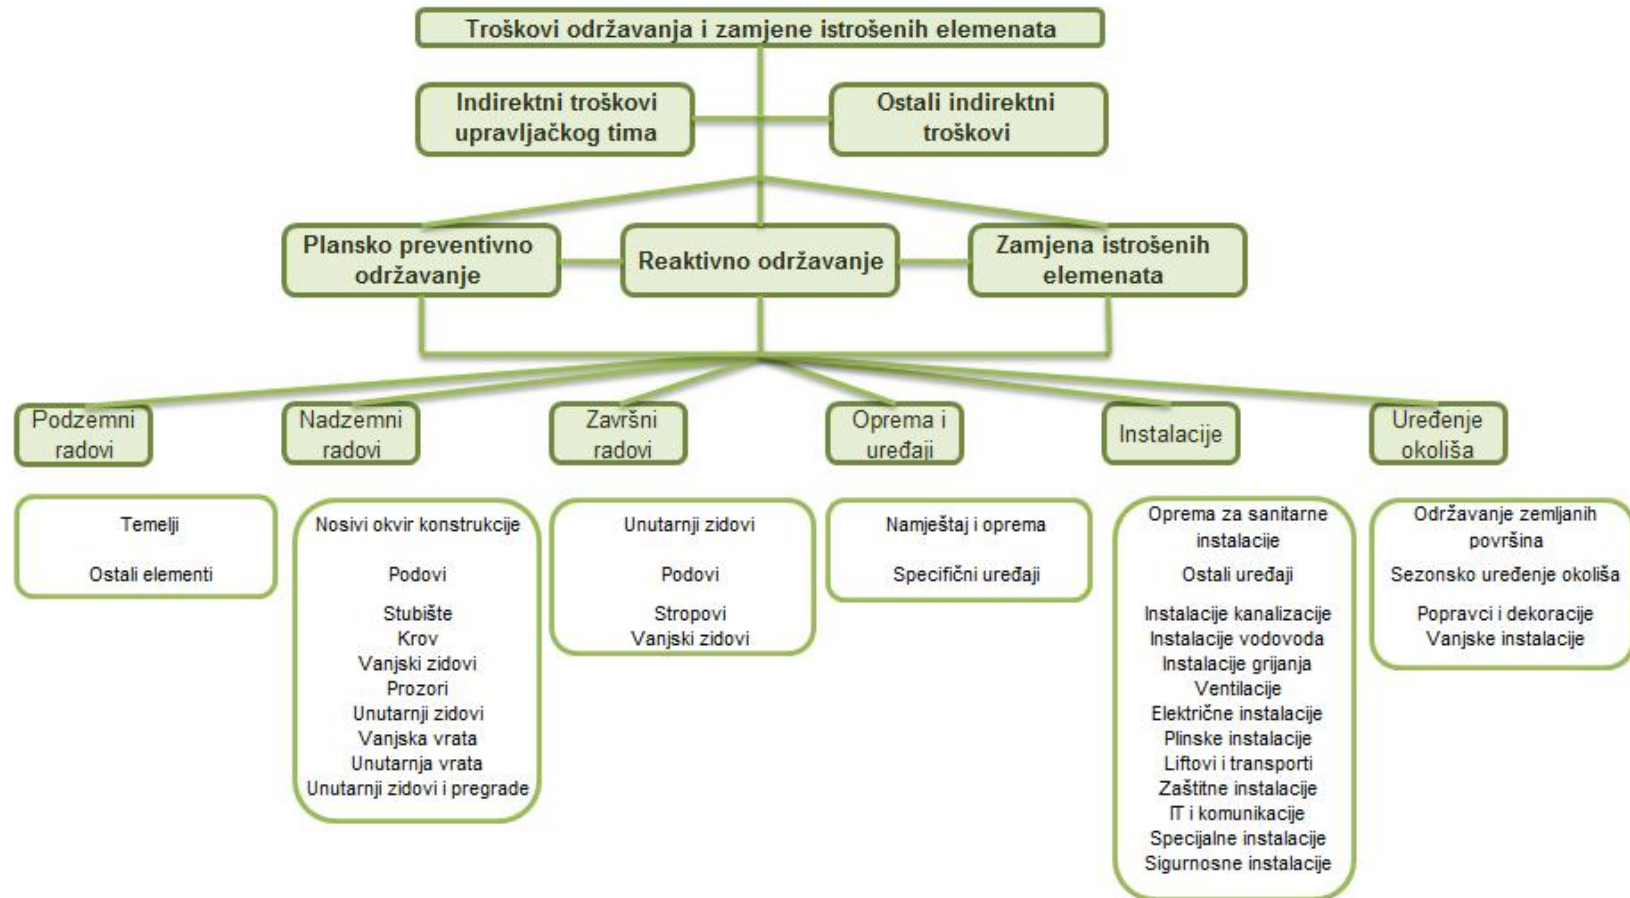 Troškovi održavanja i zamjene istrošenih elemenata
Indirektni troškovi
upravljačkog tima
Ostali indirektni
troškovi
Plansko preventivno
održavanje
Reaktivno održavanje
Zamjena istrošenih
elemenata
Podzemni
radovi
Nadzemni
radovi
Završni
radovi
Oprema i
uređaji
Instalacije
Uređenje
okoliša
Temelji
Ostali elementi
Nosivi okvir konstrukcije
Podovi
Stubište
Krov
Vanjski zidovi
Prozori
Unutarnji zidovi
Vanjska vrata
Unutarnja vrata
Unutarnji zidovi i pregrade
Unutarnji zidovi
Podovi
Stropovi
Vanjski zidovi
Namještaj i oprema
Specifični uređaji
Oprema za sanitarne
instalacije
Ostali uređaji
Instalacije kanalizacije
Instalacije vodovoda
Instalacije grijanja
Ventilacije
Električne instalacije
Plinske instalacije
Liftovi i transporti
Zaštitne instalacije
IT i komunikacije
Specijalne instalacije
Sigurnosne instalacije
Održavanje zemljanih
površina
Sezonsko uređenje okoliša
Popravci i dekoracije
Vanjske instalacije